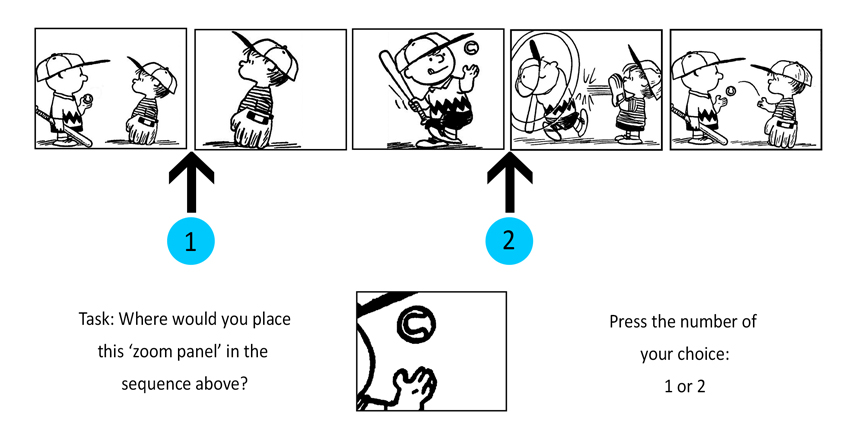 1
2
Task: Where would you place
this ‘zoom panel’ in the
sequence above?
Press the number of
your choice:
1 or 2